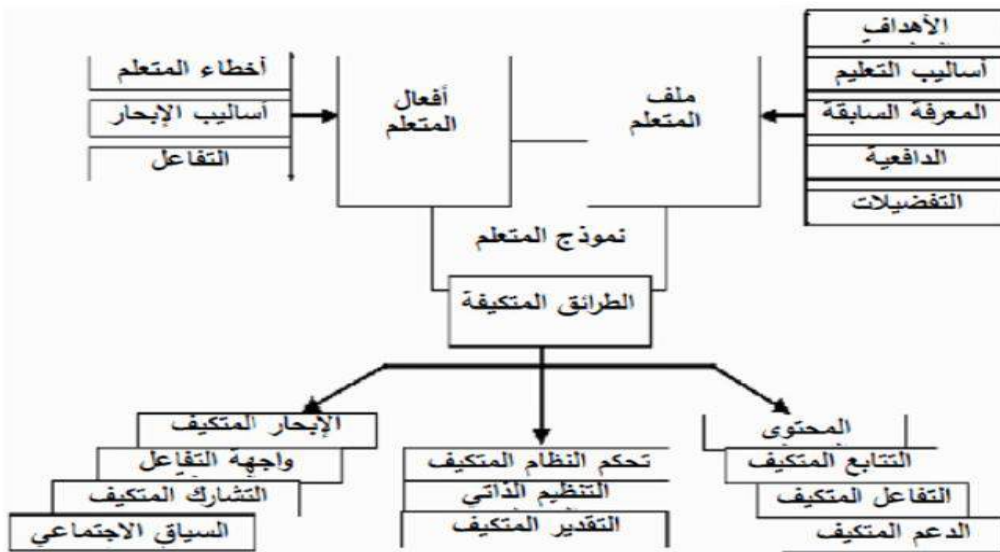 الأهداف
أساليب التعليم
المعرفة السابقة
الدافعية
التفضيلات
ملف
المتعلم
أفعال
المتعلم
أخطاء المتعلم
أساليب الإبحار
التفاعل
نموذج المتعلم
الطرائق المتكيفة
المحتوى
التتابع المتكيف
التفاعل المتكيف
الدعم المتكيف
تحكم النظام المتكيف
التنظيم الذاتي
التقدير المتكيف
الإبحار المتكيف
واجهة التفاعل
التشارك المتكيف
السياق الاجتماعي